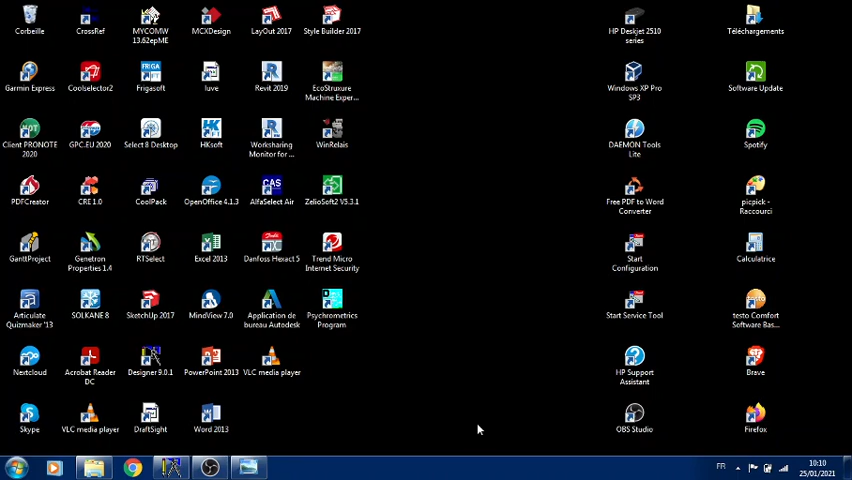 Corbeille
CrossRef
MYCOMW
13.62epME
MCXDesign
LayOut 2017
Style Builder 2017
HP Deskjet 2510
series
Téléchargements
Garmin Express
Coolselector2
Frigasoft
luve
Revit 2019
EcoStruxure
Machine Exper...
Windows XP Pro
SP3
Software Update
Client PRONOTE
2020
GPC.EU 2020
Select 8 Desktop
HKsoft
Worksharing
Monitor for ...
WinRelais
DAEMON Tools
Lite
Spotify
PDFCreator
CRE 1.0
CoolPack
OpenOffice 4.1.3
AlfaSelect Air
ZelioSoft2 V5.3.1
Free PDF to Word
Converter
picpick -
Raccourci
GanttProject
Genetron
Properties 1.4
RTSelect
Excel 2013
Danfoss Hexact 5
Trend Micro
Internet Security
Start
Configuration
Calculatrice
Articulate
Quizmaker '13
SOLKANE 8
SketchUp 2017
MindView 7.0
Application de
bureau Autodesk
Psychrometrics
Program
Start Service Tool
testo Comfort
Software Bas...
Nextcloud
Acrobat Reader
DC
Designer 9.0.1
PowerPoint 2013
VLC media player
HP Support
Assistant
Brave
Skype
VLC media player
DraftSight
Word 2013
OBS Studio
Firefox
FR
10:10
25/01/2021